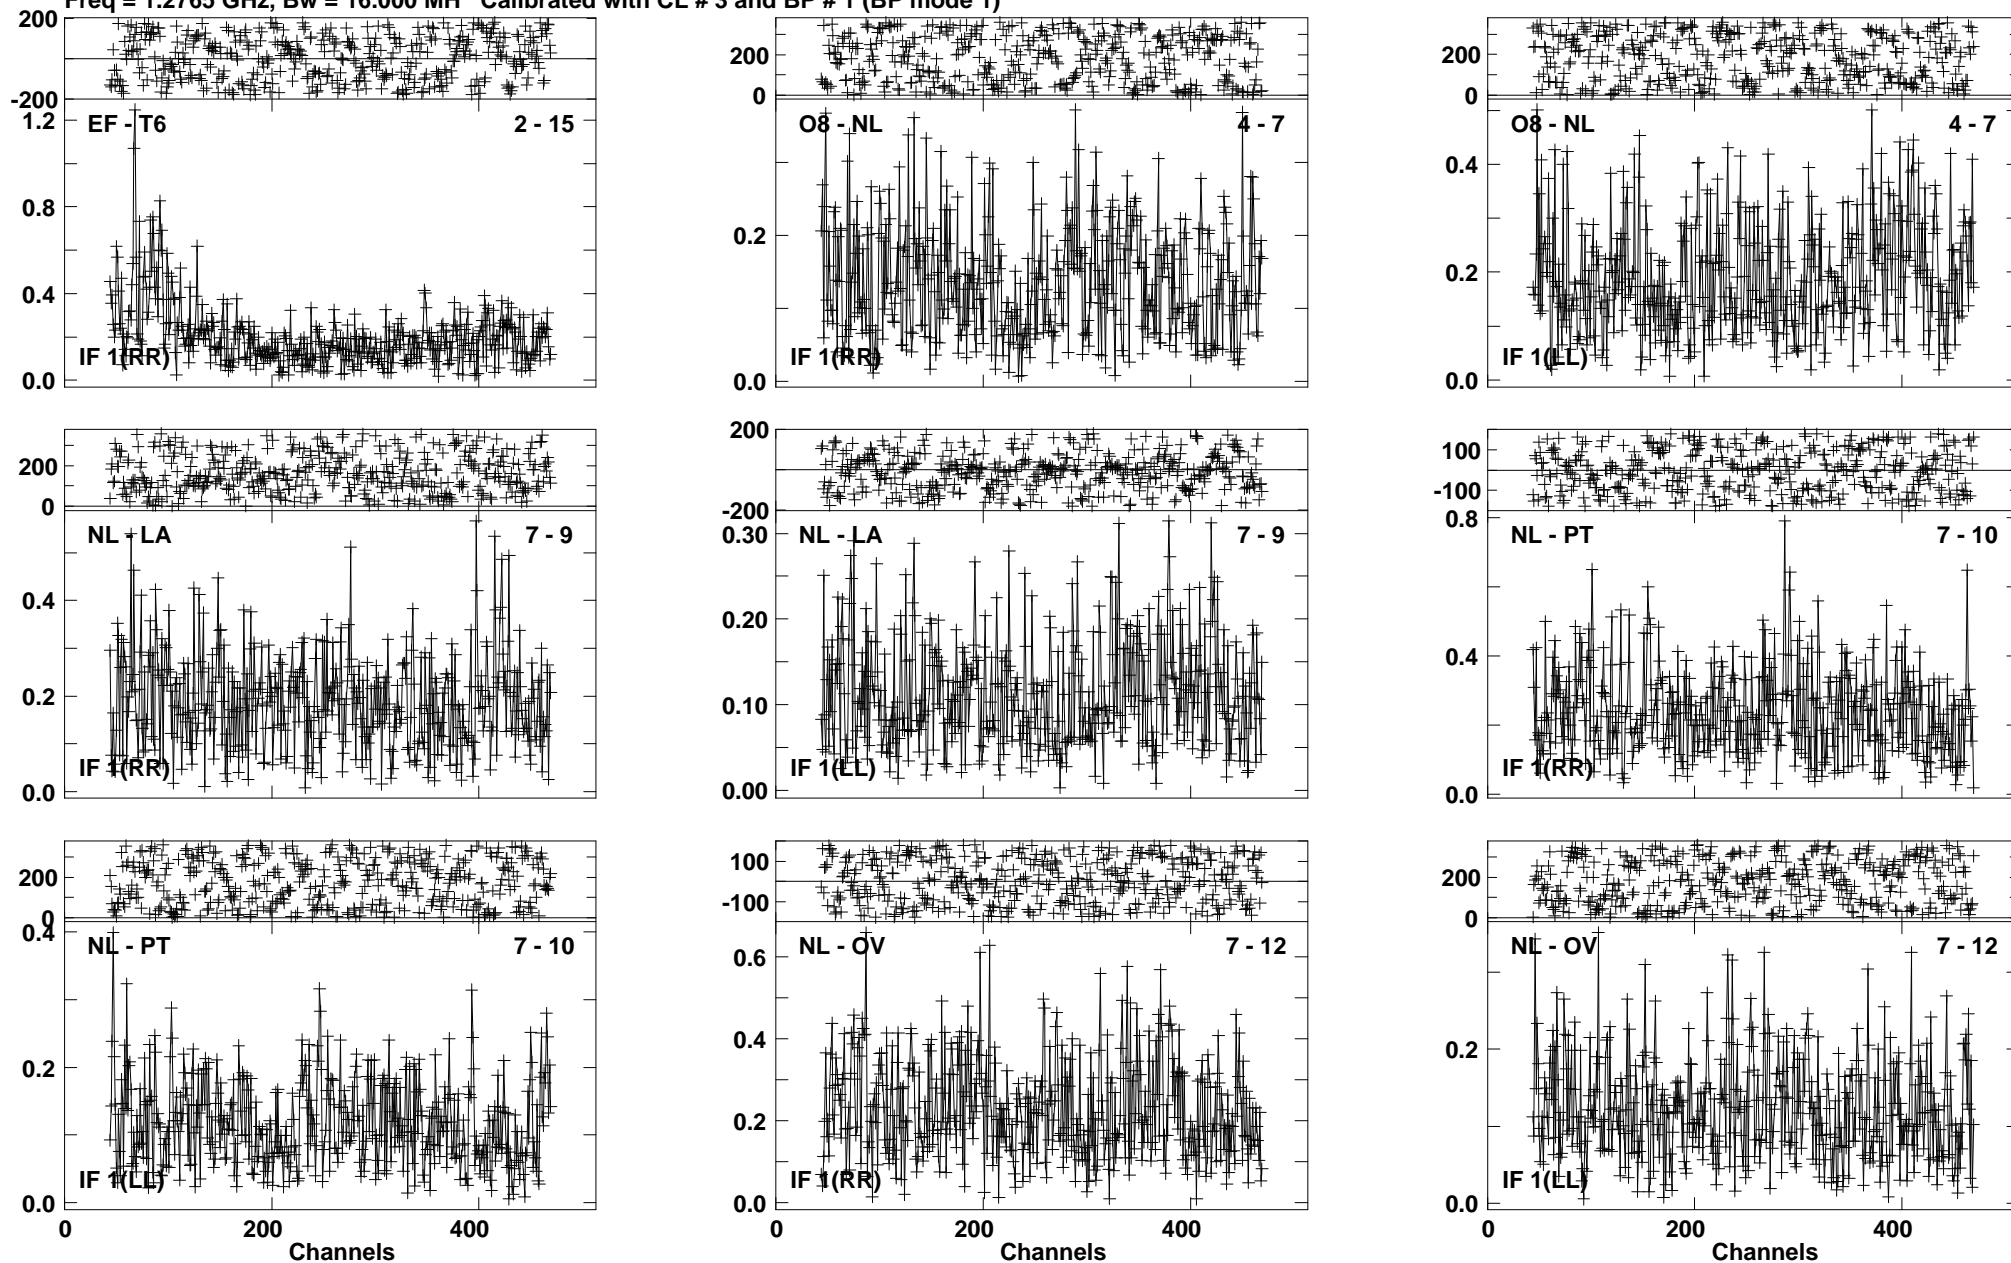 Freq = 1.2765 GHz, Bw = 16.000 MH Calibrated with CL # 3 and BP # 1 (BP mode 1)
200
-200
EF - T6 2 - 15
1.2
0.8
0.4
0.0
IF 1(RR)
200
0
O8 - NL 4 - 7
0.2
0.0
IF 1(RR)
200
0
O8 - NL 4 - 7
0.4
0.2
0.0
IF 1(LL)
200
0
NL - LA 7 - 9
0.4
0.2
0.0
IF 1(RR)
200
-200
NL - LA 7 - 9
0.30
0.20
0.10
0.00
IF 1(LL)
100
-100
NL - PT 7 - 10
0.8
0.4
0.0
IF 1(RR)
200
0
NL - PT 7 - 10
0.4
0.2
0.0
IF 1(LL)
0 200 400
Channels
100
-100
NL - OV 7 - 12
0.6
0.4
0.2
0.0
IF 1(RR)
0 200 400
Channels
200
0
NL - OV 7 - 12
0.2
0.0
IF 1(LL)
0 200 400
Channels